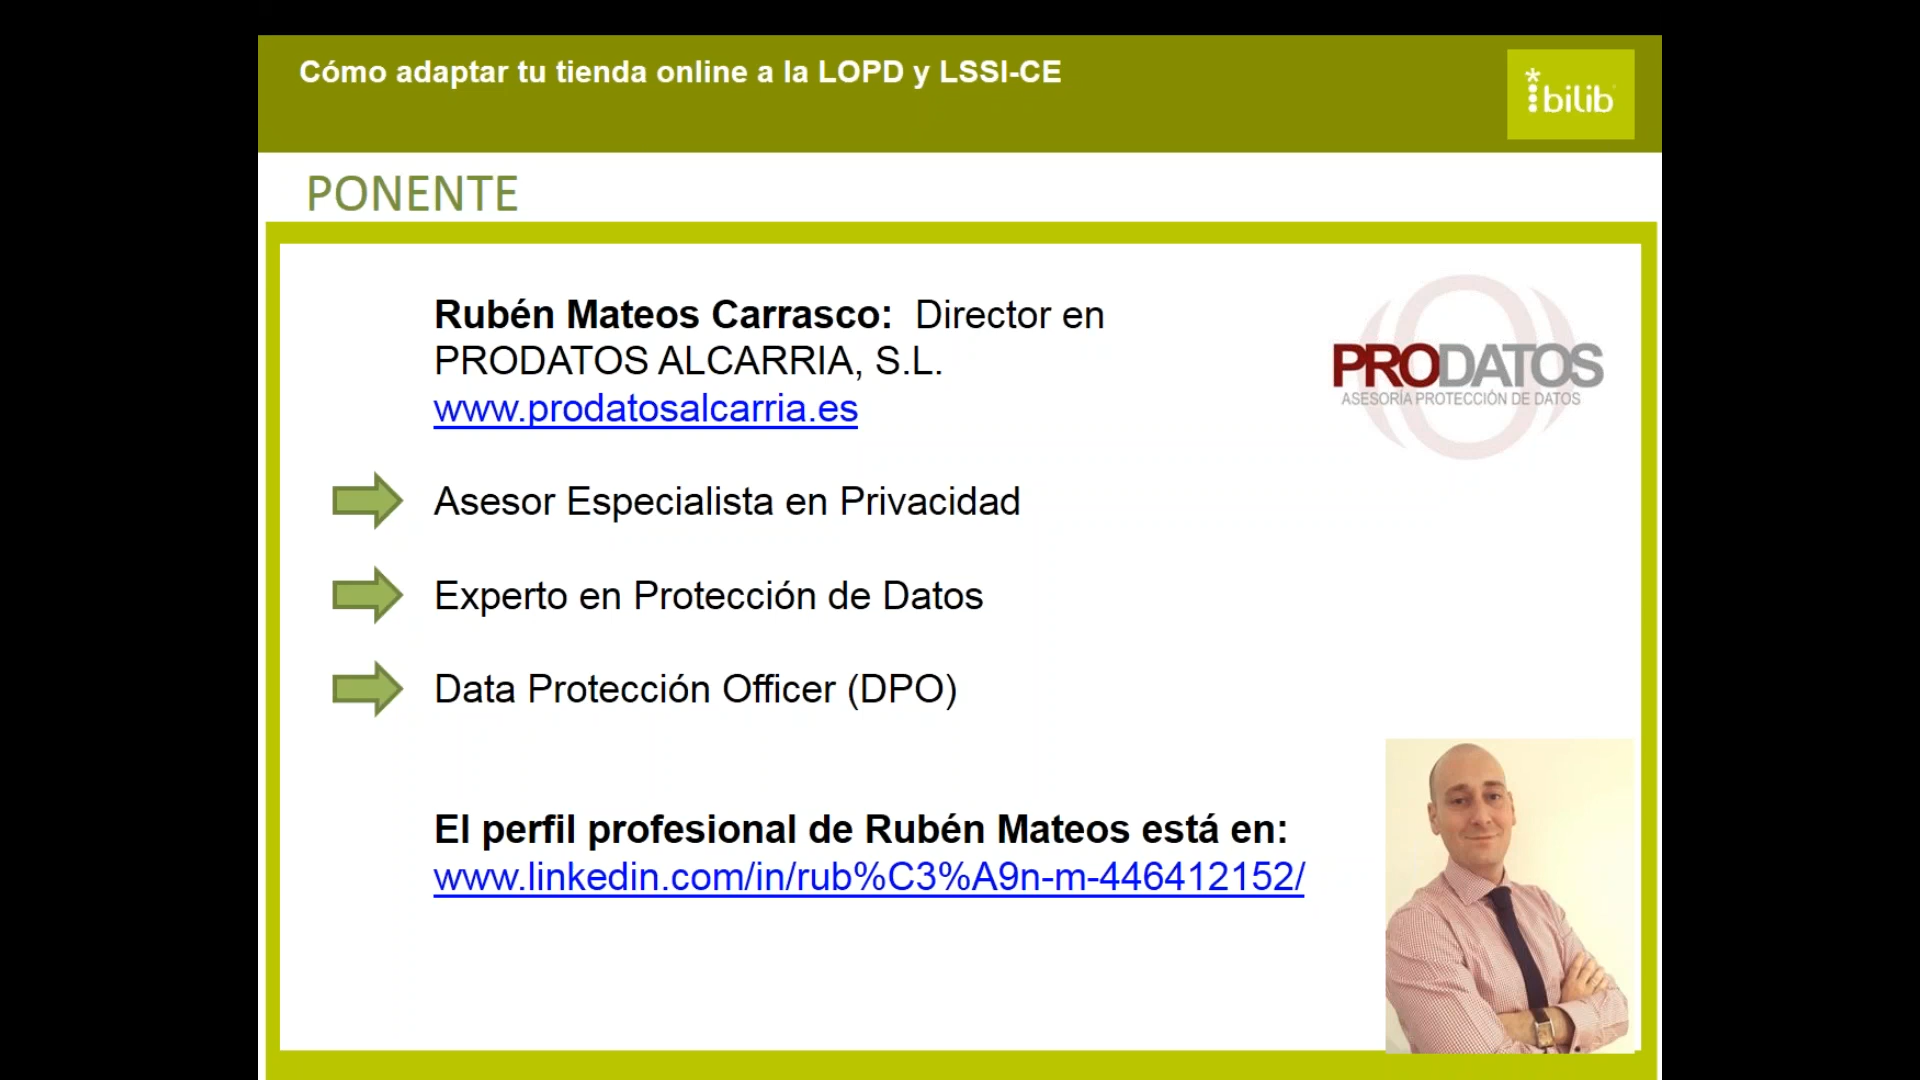 Cómo adaptar tu tienda online a la LOPD y LSSI-CE
bilib
PONENTE
Rubén Mateos Carrasco: Director en
PRODATOS ALCARRIA, S.L.
www.prodatosalcarria.es
PRODATOS
ASESORÍA PROTECCIÓN DE DATOS
Asesor Especialista en Privacidad
Experto en Protección de Datos
Data Protección Officer (DPO)
El perfil profesional de Rubén Mateos está en:
www.linkedin.com/in/rub%C3%A9n-m-446412152/